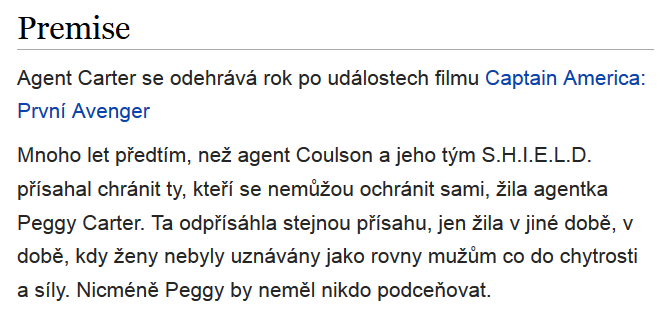 Premise
Agent Carter se odehrává rok po událostech filmu Captain America:
První Avenger
Mnoho let předtím, než agent Coulson a jeho tým S.H.I.E.L.D.
přísahal chránit ty, kteří se nemůžou ochránit sami, žila agentka
Peggy Carter. Ta odpřísáhla stejnou přísahu, jen žila v jiné době, v
době, kdy ženy nebyly uznávány jako rovny mužům co do chytrosti
a síly. Nicméně Peggy by neměl nikdo podceňovat.